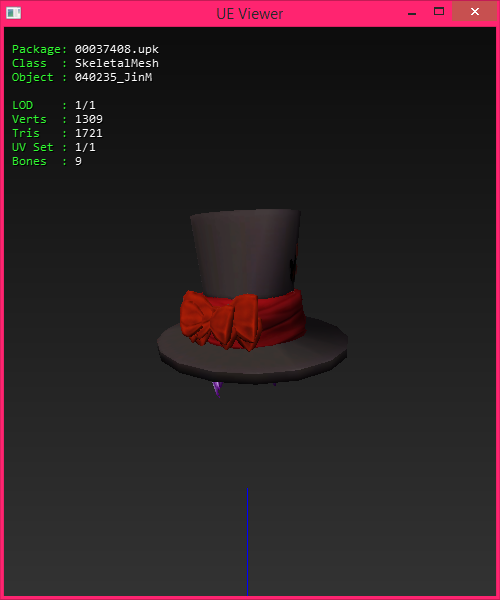 UE Viewer
Package: 00037408.upk
Class : SkeletalMesh
Object : 040235_JinM
LOD : 1/1
Verts : 1309
Tris : 1721
UV Set : 1/1
Bones : 9